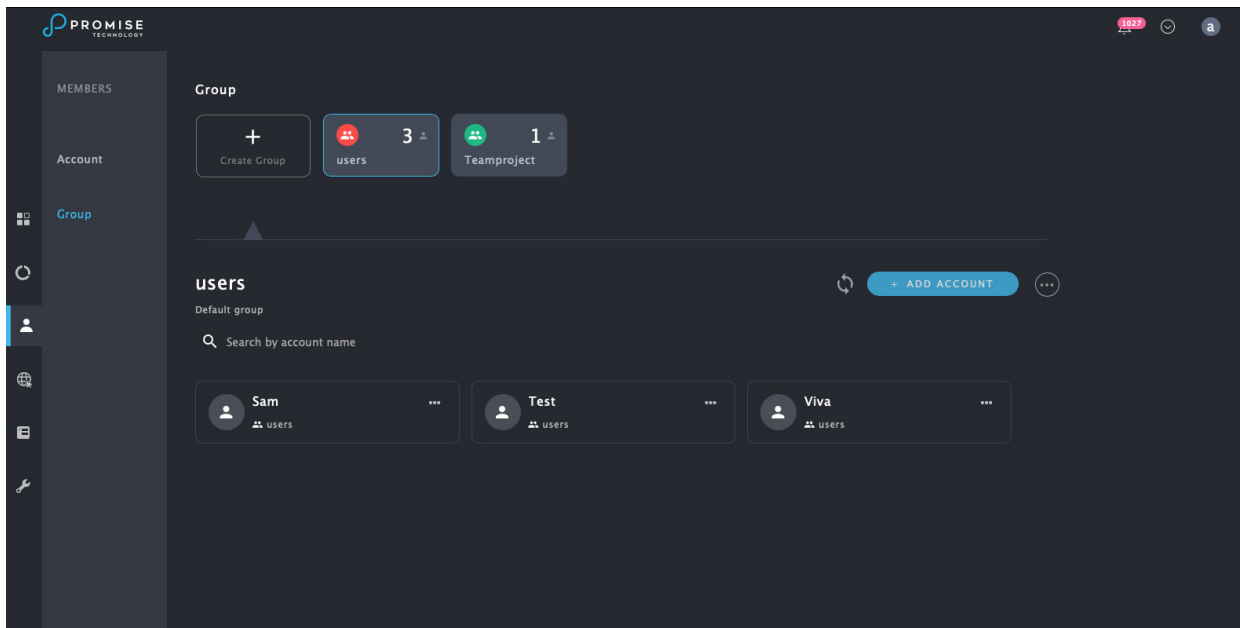 PROMISE
TECHNOLOGY
1027
a
MEMBERS
Account
Group
Group
+
Create Group
3
users
1
Teamproject
users
Default group
+ ADD ACCOUNT
Search by account name
Sam
users
Test
users
Viva
users